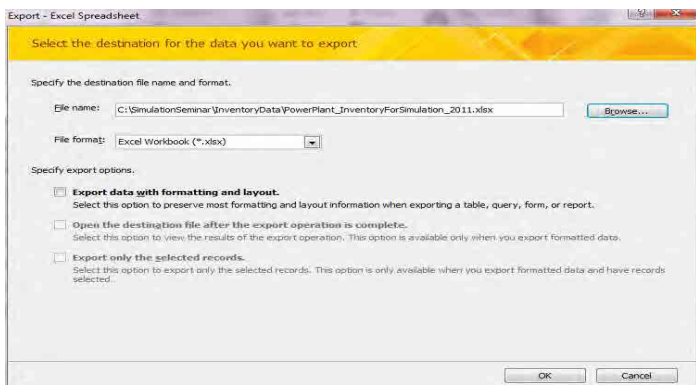 Export - Excel Spreadsheet
Select the destination for the data you want to export
Specify the destination file name and format.
File name: C:\SimulationSeminar\InventoryData\PowerPlant_InventoryForSimulation_2011.xlsx Browse...
File format: Excel Workbook (*.xlsx)
Specify export options.
Export data with formatting and layout.
Select this option to preserve most formatting and layout information when exporting a table, query, form, or report.
Open the destination file after the export operation is complete.
Select this option to view the results of the export operation. This option is available only when you export formatted data.
Export only the selected records.
Select this option to export only the selected records. This option is only available when you export formatted data and have records
selected.
OK Cancel